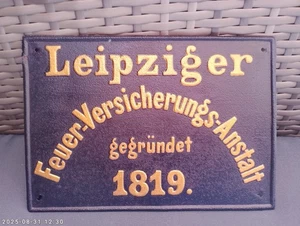 Leipziger
Feuer-Versicherungs-Anstalt
gegründet
1819.
2025-08-31 12:30